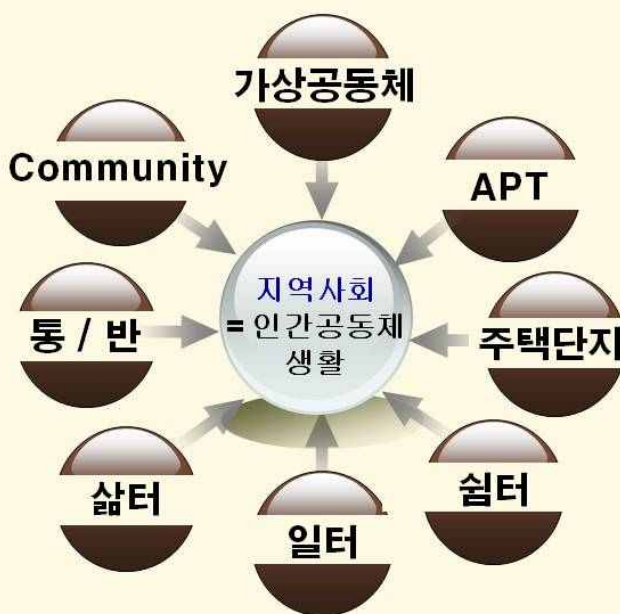 가상공동체
Community
APT
지역사회
= 인간공동체
생활
통 / 반
주택단지
삶터
쉼터
일터